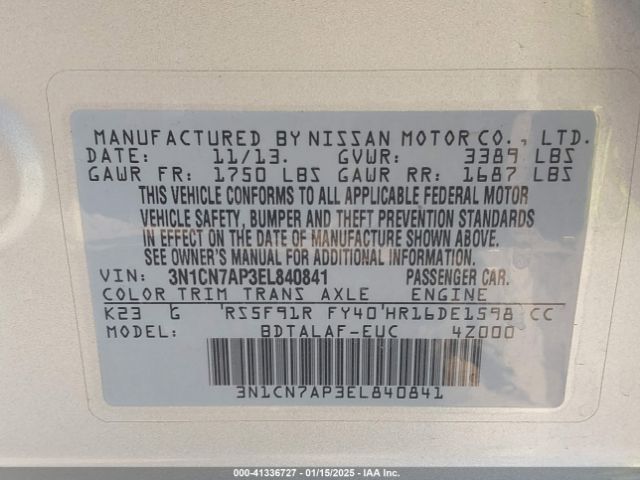 MANUFACTURED BY NISSAN MOTOR CO., LTD.
DATE: 11/13. GVWR: 3389 LBS
GAWR FR: 1750 LBS GAWR RR: 1687 LBS
THIS VEHICLE CONFORMS TO ALL APPLICABLE FEDERAL MOTOR
VEHICLE SAFETY, BUMPER AND THEFT PREVENTION STANDARDS
IN EFFECT ON THE DATE OF MANUFACTURE SHOWN ABOVE.
SEE OWNER'S MANUAL FOR ADDITIONAL INFORMATION.
VIN: 3N1CN7AP3EL840841 PASSENGER CAR.
COLOR TRIM TRANS AXLE ENGINE
K23 G 'RS5F91R FY40'HR16DE1598 CC
MODEL: BDTALAF-EUC 4Z000
3N1CN7AP3EL840841
000-41336727 - 01/15/2025 - IAA Inc.